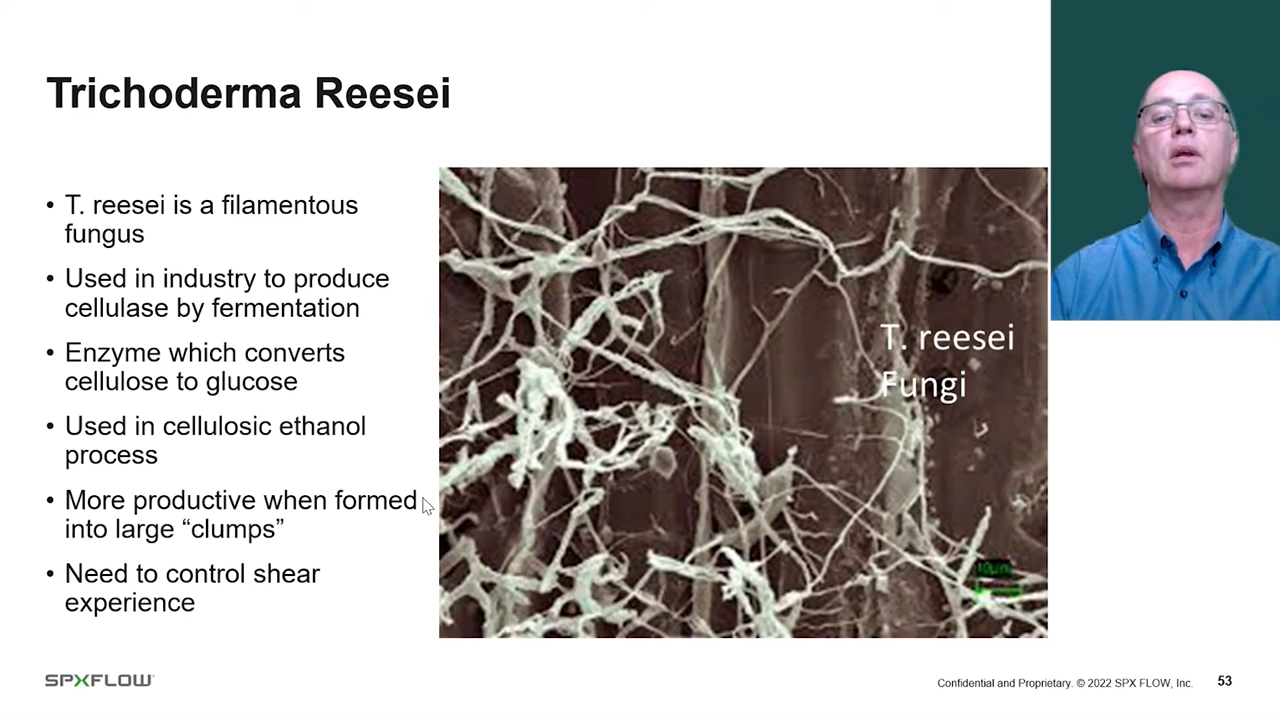 Trichoderma Reesei
• T. reesei is a filamentous
fungus
• Used in industry to produce
cellulase by fermentation
• Enzyme which converts
cellulose to glucose
• Used in cellulosic ethanol
process
• More productive when formed
into large “clumps”
• Need to control shear
experience
T. reesei
Fungi
10µm
SPXFLOW
Confidential and Proprietary. © 2022 SPX FLOW, Inc.
53